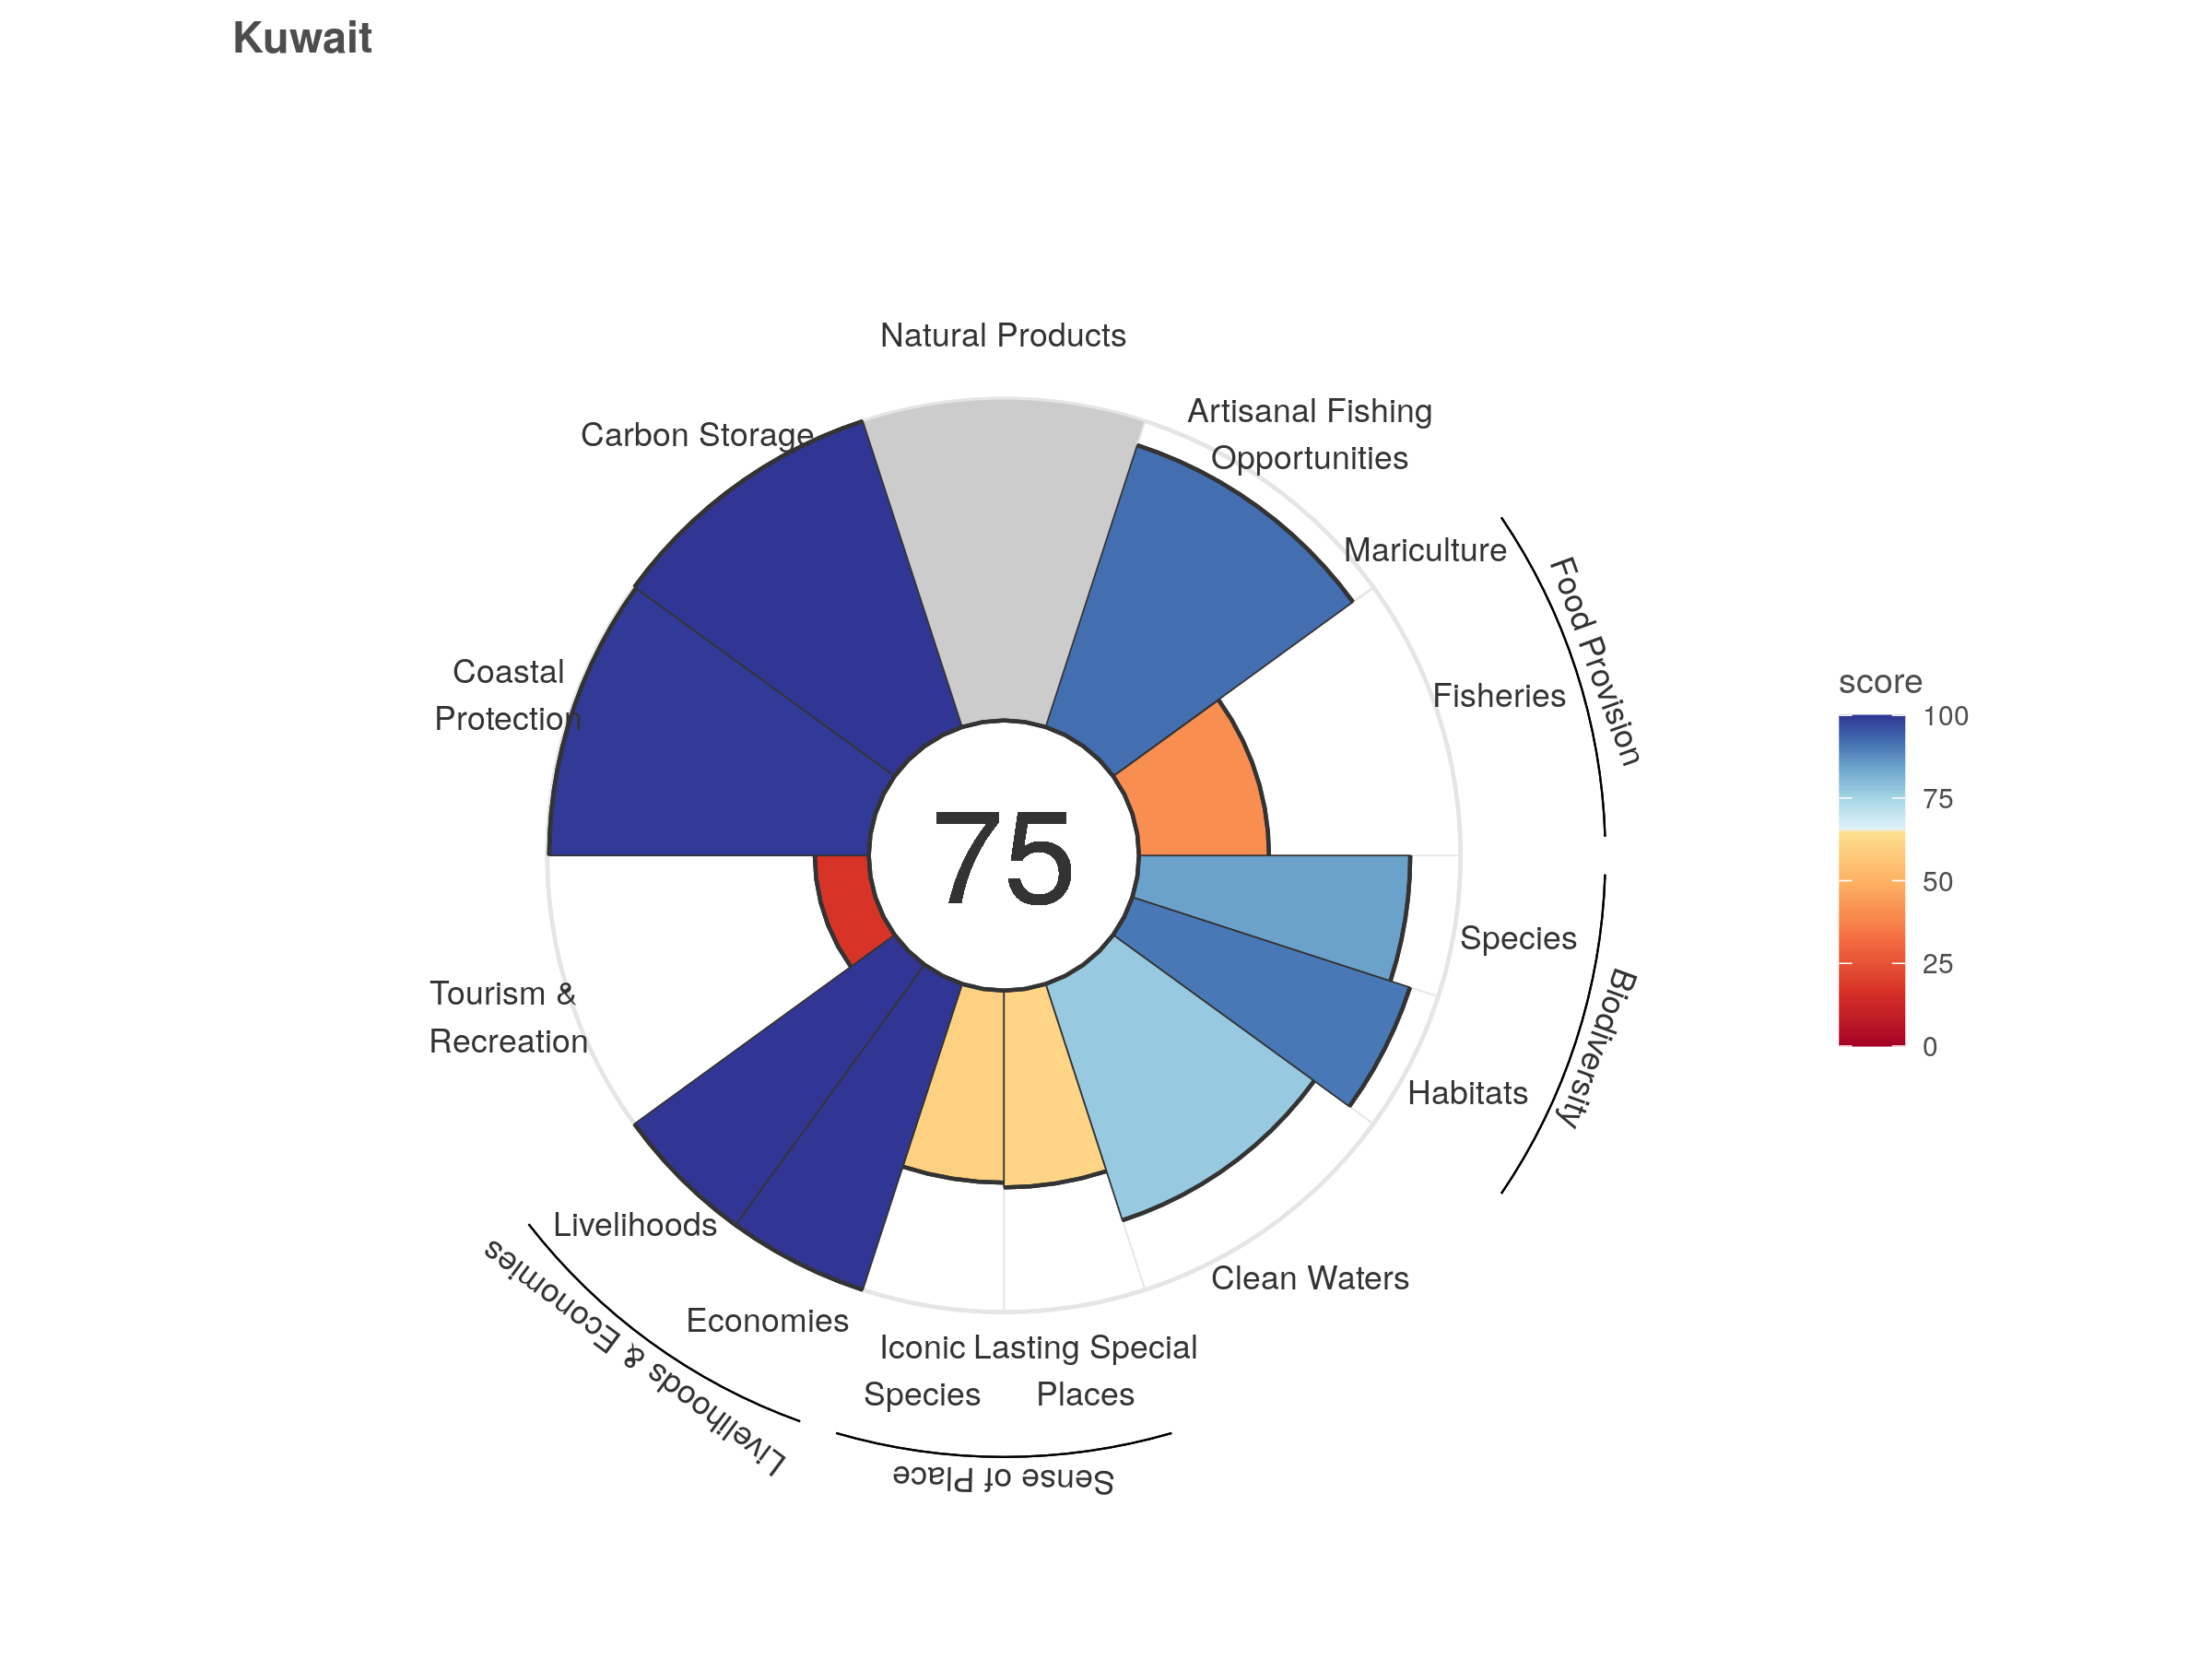 Kuwait
Natural Products
Artisanal Fishing
Opportunities
Carbon Storage
Mariculture
Food Provision
Fisheries
Coastal
Protection
score
100
75
50
25
0
75
Species
Biodiversity
Habitats
Tourism &
Recreation
Livelihoods
Clean Waters
Economies
Livelihoods & Economies
Iconic
Species
Lasting Special
Places
Sense of Place